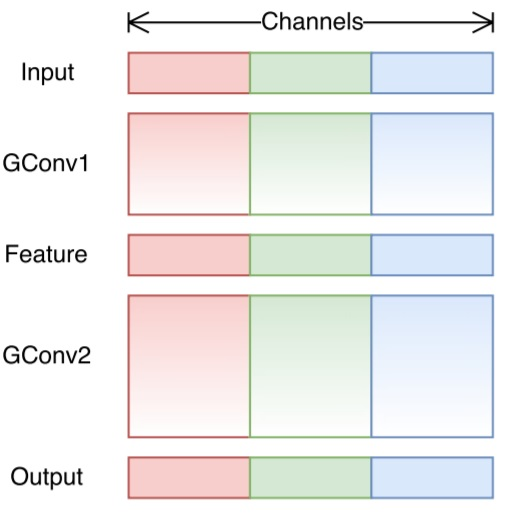 Channels
Input
GConv1
Feature
GConv2
Output